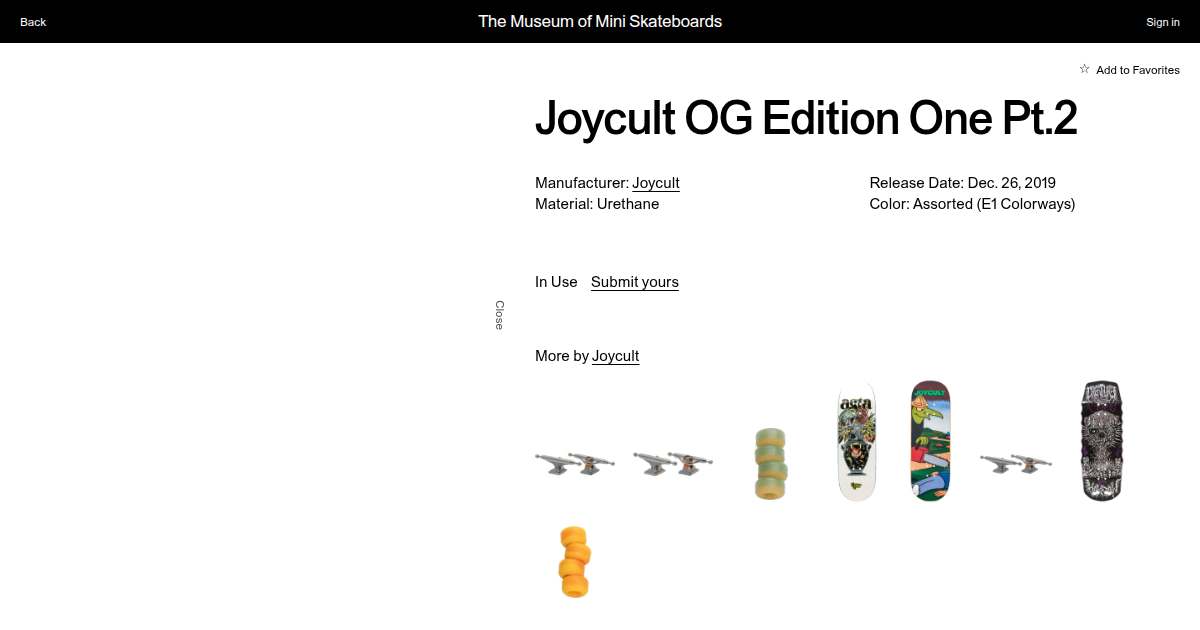 Back
The Museum of Mini Skateboards
Sign in
☆ Add to Favorites
Joycult OG Edition One Pt.2
Manufacturer: Joycult
Material: Urethane
Release Date: Dec. 26, 2019
Color: Assorted (E1 Colorways)
In Use Submit yours
Close
More by Joycult
asta
JOYCULT